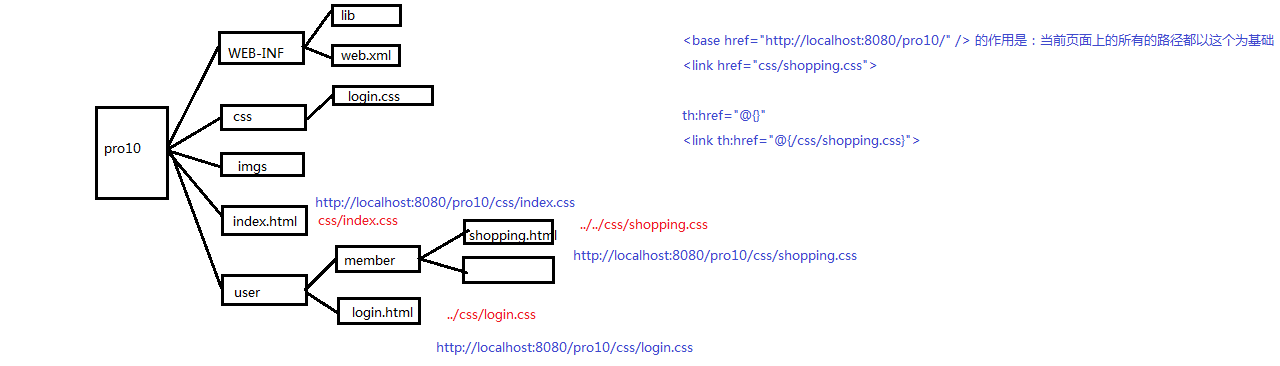 lib
WEB-INF
web.xml
login.css
css
pro10
imgs
http://localhost:8080/pro10/css/index.css
index.html
css/index.css
shopping.html
../../css/shopping.css
member
http://localhost:8080/pro10/css/shopping.css
user
login.html
../css/login.css
http://localhost:8080/pro10/css/login.css
<base href="http://localhost:8080/pro10/" /> 的作用是：当前页面上的所有的路径都以这个为基础
<link href="css/shopping.css">
th:href="@{}"
<link th:href="@{/css/shopping.css}">